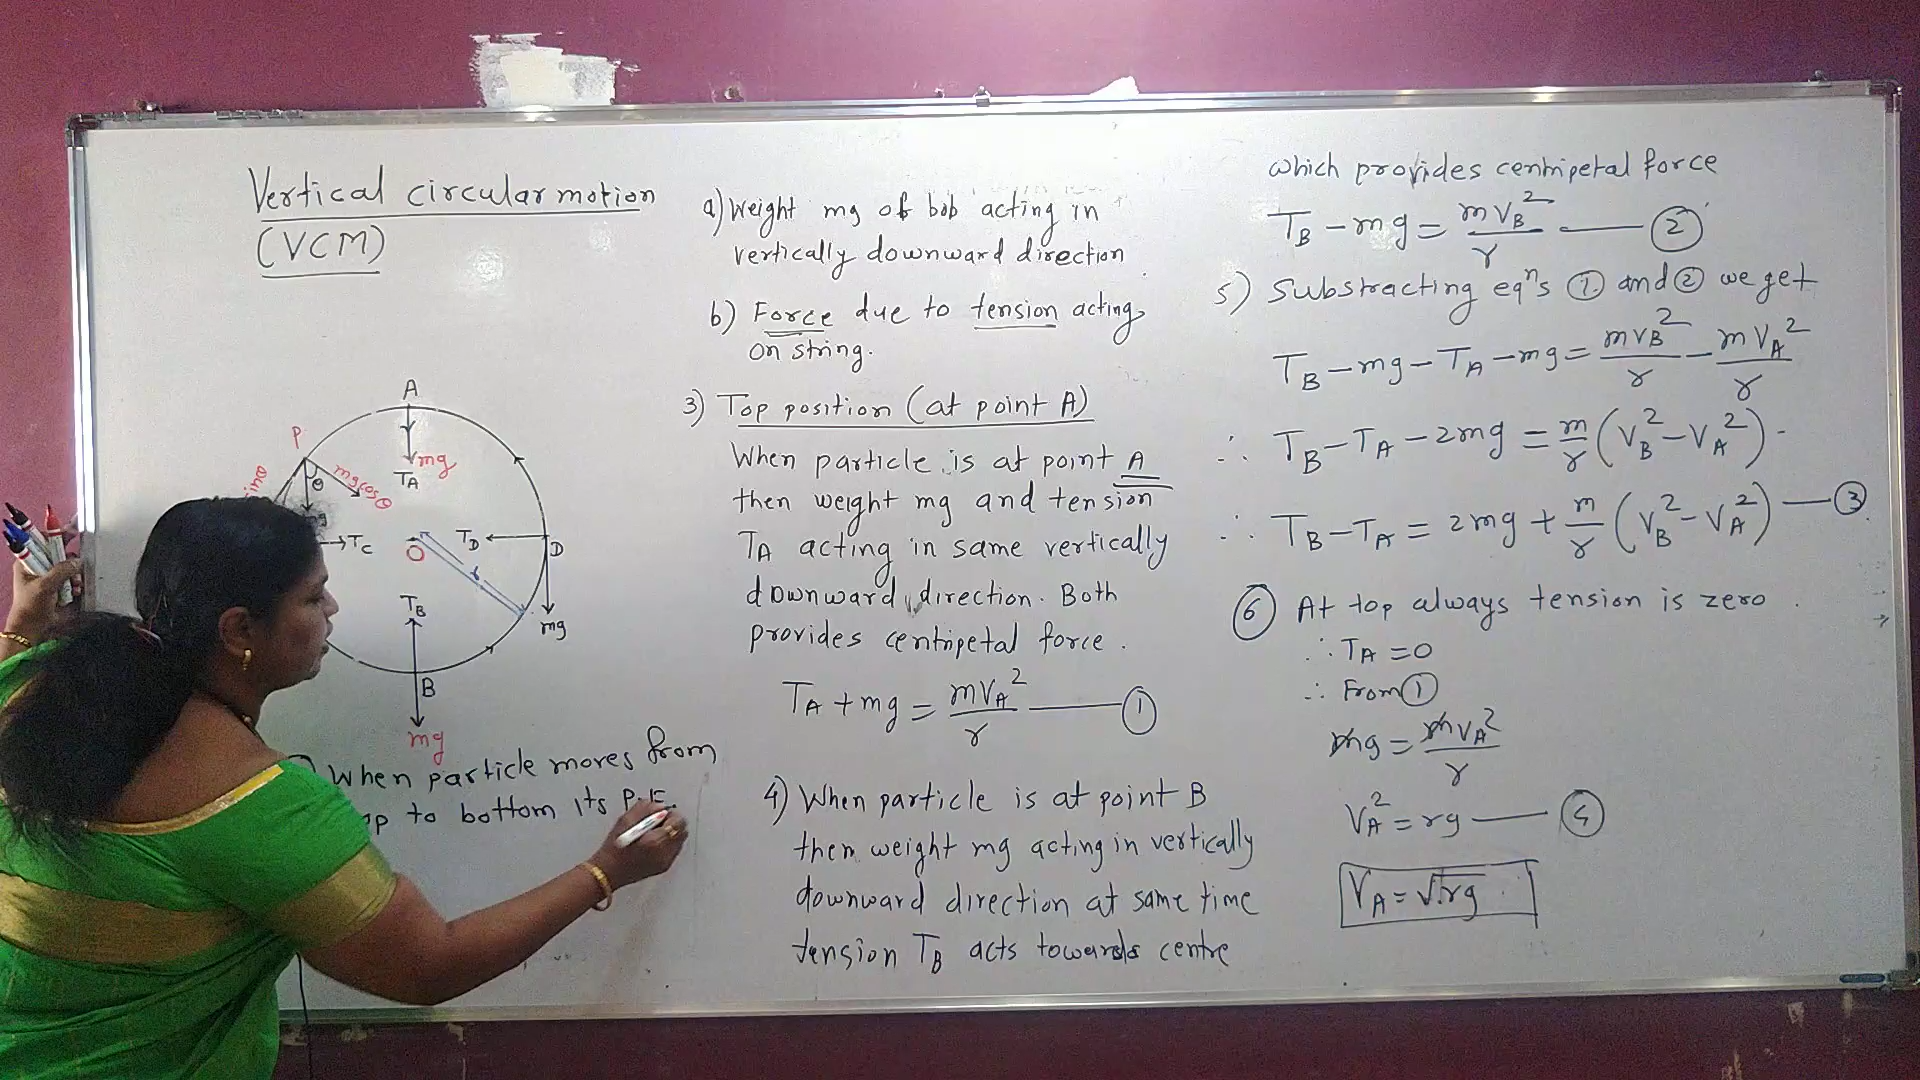 Vertical circular motion
(VCM)
A
P
mg
TA
θ
mg cosθ
sinθ
TC
O
TD
D
r
TB
mg
B
mg
When particle moves from
to bottom its P.E.
a) Weight mg of bob acting in
vertically downward direction
b) Force due to tension acting
on string.
3) Top position (at point A)
When particle is at point A
then weight mg and tension
TA acting in same vertically
downward direction. Both
provides centripetal force.
TA + mg = mVA²/r —— ①
4) When particle is at point B
then weight mg acting in vertically
downward direction at same time
tension TB acts towards centre
which provides centripetal force
TB - mg = mVB²/r —— ②
5) Substracting eqⁿs ① and ② we get
TB - mg - TA - mg = mVB²/r - mVA²/r
∴ TB - TA - 2mg = m/r (VB² - VA²)
∴ TB - TA = 2mg + m/r (VB² - VA²) —— ③
⑥ At top always tension is zero.
∴ TA = 0
∴ From ①
mg = mVA²/r
VA² = rg —— ④
VA = √rg